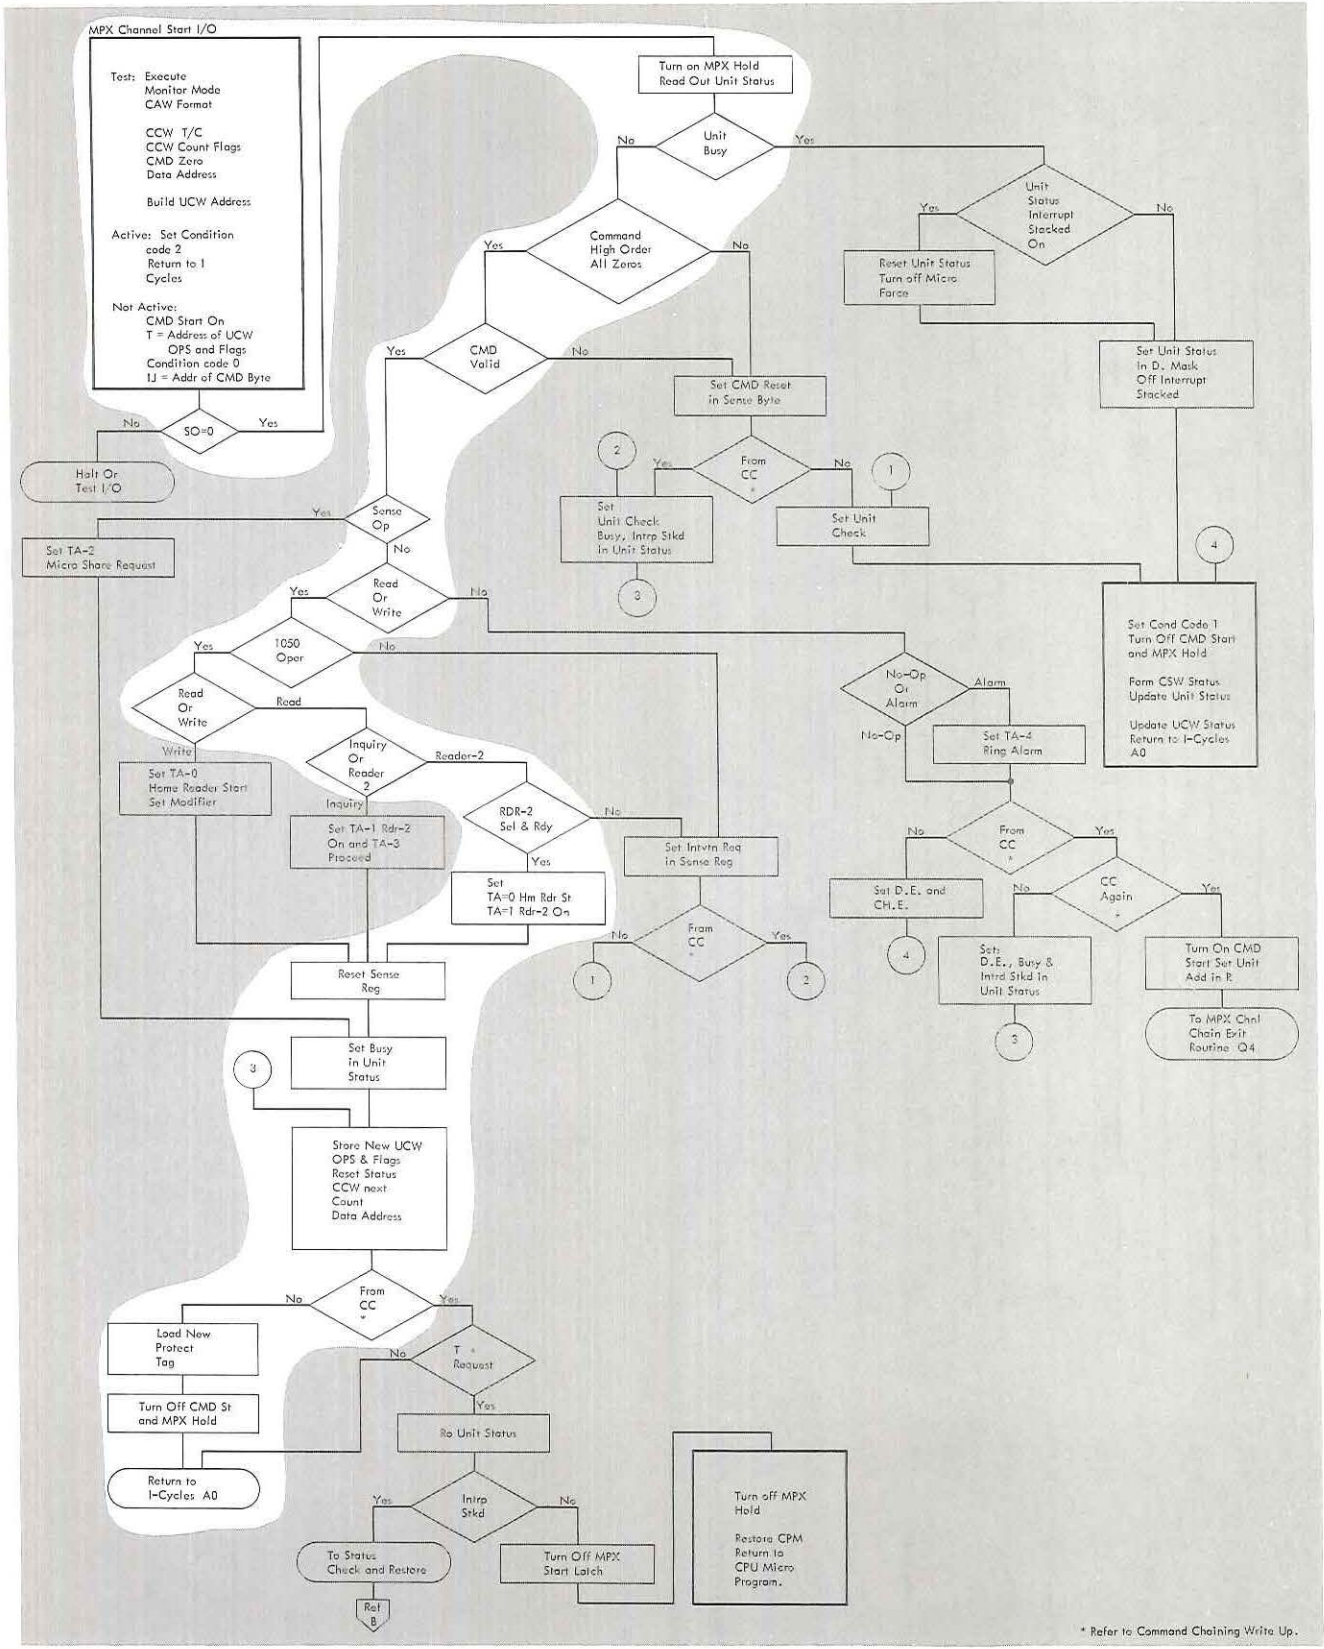 MPX Channel Start I/O
Test: Execute
Monitor Mode
CAW Format
CCW T/C
CCW Count Flags
CMD Zero
Data Address
Build UCW Address
Active: Set Condition
code 2
Return to I
Cycles
Not Active:
CMD Start On
T = Address of UCW
OPS and Flags
Condition code 0
IJ = Addr of CMD Byte
No
SO=0
Yes
Halt Or
Test I/O
Turn on MPX Hold
Read Out Unit Status
No
Unit
Busy
Yes
Unit
Status
Interrupt
Stacked
On
Yes
No
Reset Unit Status
Turn off Micro
Force
Set Unit Status
in D. Mask
Off Interrupt
Stacked
Yes
Command
High Order
All Zeros
No
Yes
CMD
Valid
No
Set CMD Reset
in Sense Byte
2
Yes
From
CC
*
No
1
Set
Unit Check
Busy, Intrp Stkd
in Unit Status
3
Set Unit
Check
4
Set Cond Code 1
Turn Off CMD Start
and MPX Hold
Form CSW Status
Update Unit Status
Update UCW Status
Return to I-Cycles
A0
Yes
Sense
Op
No
Set TA-2
Micro Share Request
Yes
Read
Or
Write
No
Yes
1050
Oper
No
Read
Or
Write
Read
Write
Inquiry
Or
Reader
2
Reader-2
Inquiry
Set TA-0
Home Reader Start
Set Modifier
Set TA-1 Rdr-2
On and TA-3
Proceed
RDR-2
Sel & Rdy
No
Yes
Set
TA=0 Hm Rdr St
TA=1 Rdr-2 On
Set Intvtn Req
in Sense Reg
No
From
CC
*
Yes
1
2
No-Op
Or
Alarm
Alarm
No-Op
Set TA-4
Ring Alarm
No
From
CC
*
Yes
Set D.E. and
CH.E.
4
No
CC
Again
Yes
Set:
D.E., Busy &
Intrd Stkd in
Unit Status
3
Turn On CMD
Start Set Unit
Add in R
To MPX Chnl
Chain Exit
Routine Q4
Reset Sense
Reg
Set Busy
in Unit
Status
3
Store New UCW
OPS & Flags
Reset Status
CCW next
Count
Data Address
No
From
CC
*
Yes
Load New
Protect
Tag
No
T =
Request
Yes
Turn Off CMD St
and MPX Hold
Ro Unit Status
Return to
I-Cycles A0
Yes
Intrp
Stkd
No
To Status
Check and Restore
Ref
B
Turn Off MPX
Start Latch
Turn off MPX
Hold
Restore CPM
Return to
CPU Micro
Program.
* Refer to Command Chaining Write Up.